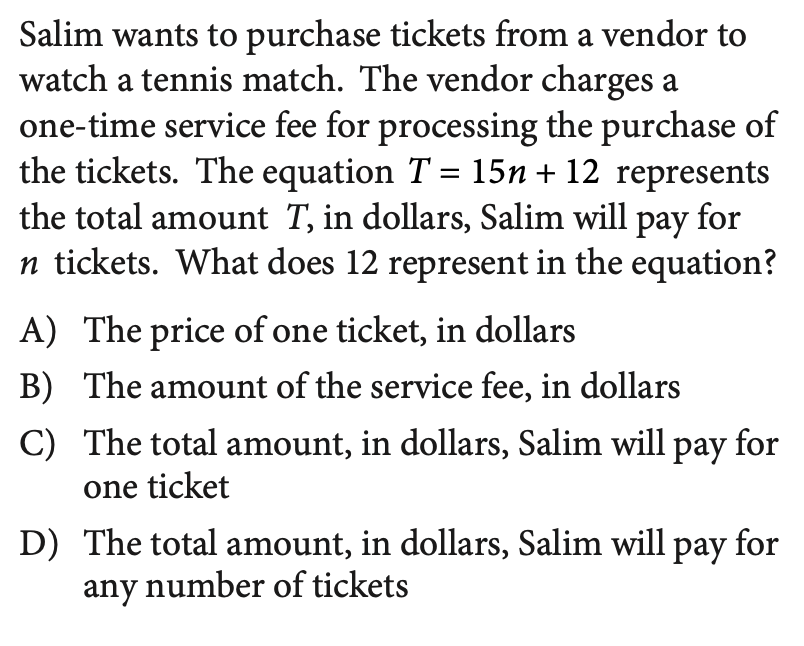 Salim wants to purchase tickets from a vendor to
watch a tennis match. The vendor charges a
one-time service fee for processing the purchase of
the tickets. The equation T = 15n + 12 represents
the total amount T, in dollars, Salim will pay for
n tickets. What does 12 represent in the equation?
A) The price of one ticket, in dollars
B) The amount of the service fee, in dollars
C) The total amount, in dollars, Salim will pay for
one ticket
D) The total amount, in dollars, Salim will pay for
any number of tickets